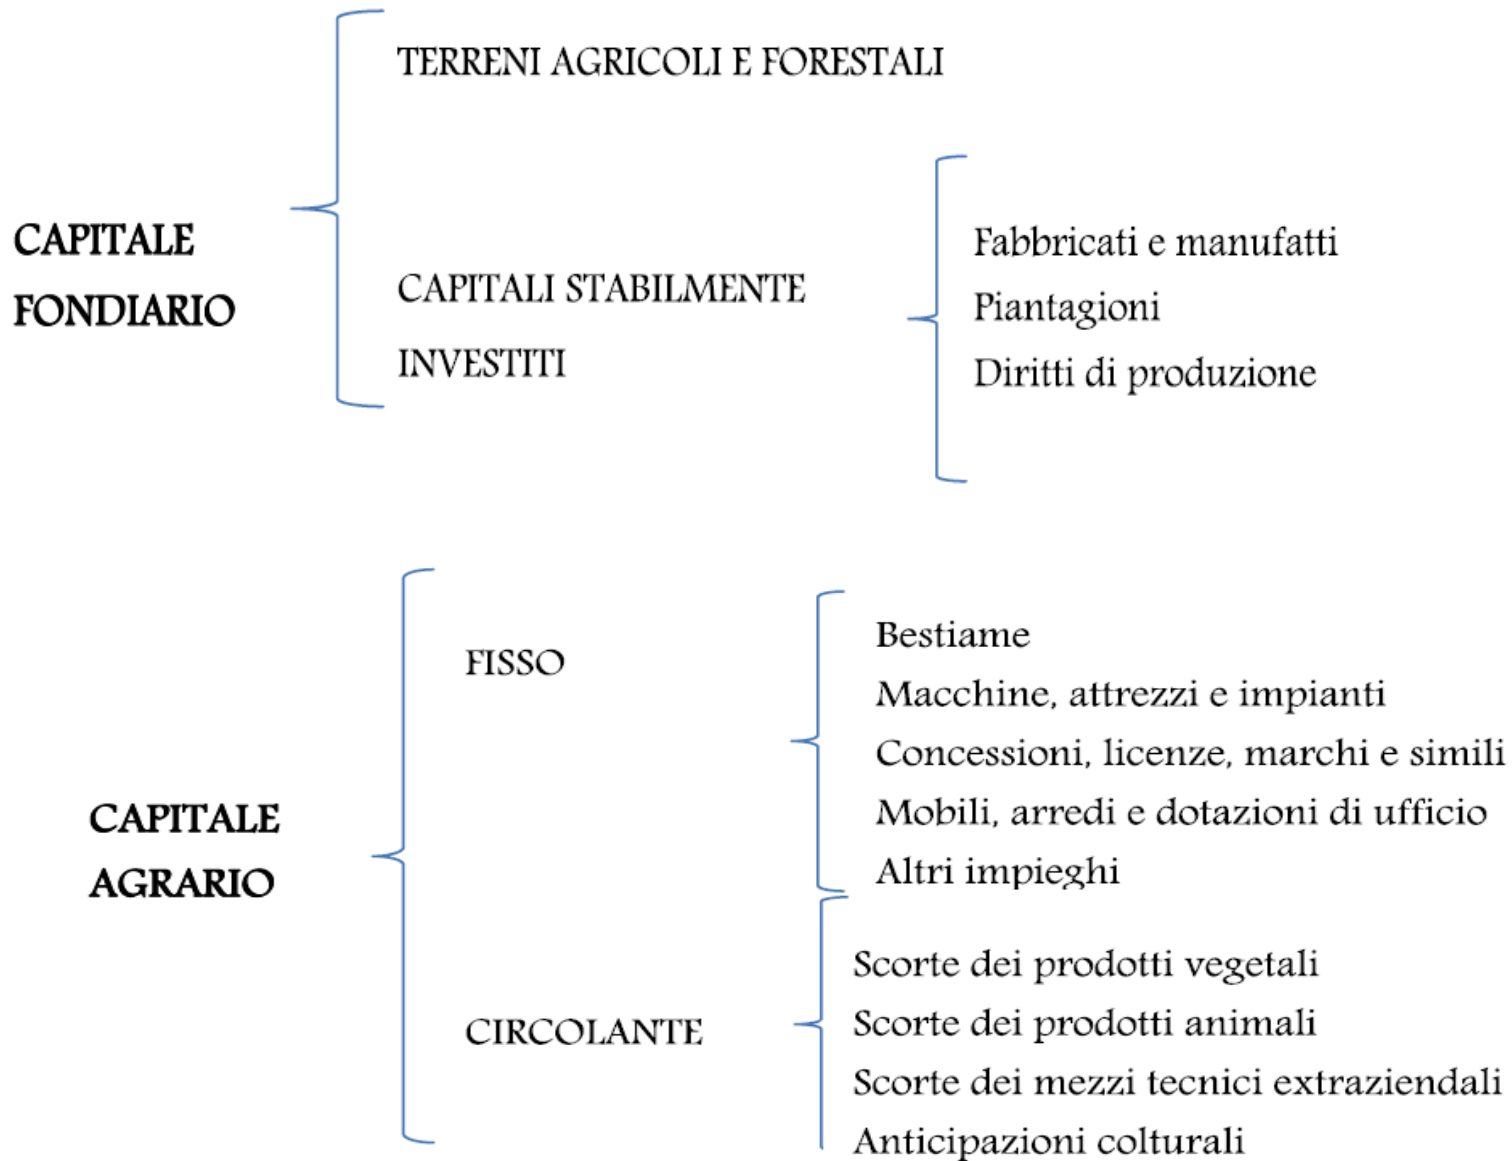 TERRENI AGRICOLI E FORESTALI
CAPITALE
FONDIARIO
CAPITALI STABILMENTE
INVESTITI
Fabbricati e manufatti
Piantagioni
Diritti di produzione
CAPITALE
AGRARIO
FISSO
Bestiame
Macchine, attrezzi e impianti
Concessioni, licenze, marchi e simili
Mobili, arredi e dotazioni di ufficio
Altri impieghi
CIRCOLANTE
Scorte dei prodotti vegetali
Scorte dei prodotti animali
Scorte dei mezzi tecnici extraziendali
Anticipazioni colturali